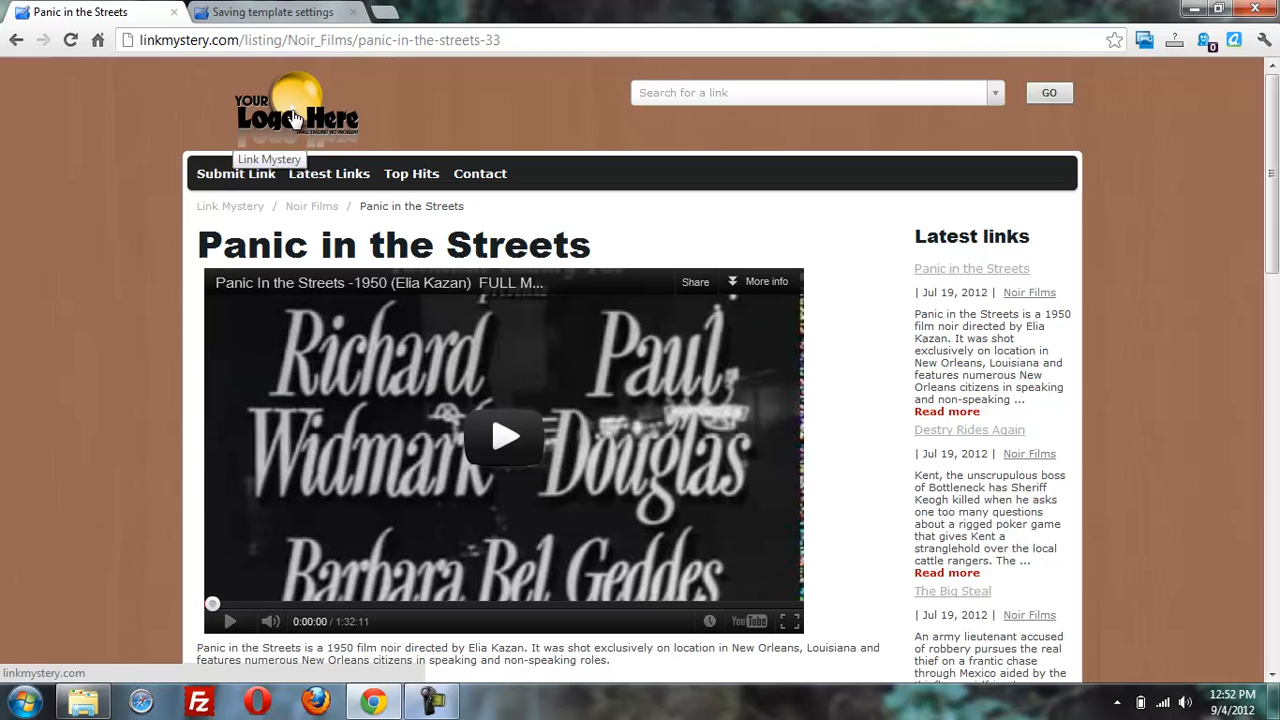 Panic in the Streets
Saving template settings
linkmystery.com/listing/Noir_Films/panic-in-the-streets-33
0
YOUR
Logo Here
Search for a link
GO
Link Mystery
Submit Link
Latest Links
Top Hits
Contact
Link Mystery / Noir Films / Panic in the Streets
Panic in the Streets
Panic In the Streets -1950 (Elia Kazan) FULL M...
Share
More info
Richard
Widmark
Paul
Douglas
Barbara Bel Geddes
0:00:00 / 1:32:11
YouTube
Panic in the Streets is a 1950 film noir directed by Elia Kazan. It was shot exclusively on location in New Orleans, Louisiana and
features numerous New Orleans citizens in speaking and non-speaking roles.
Latest links
Panic in the Streets
| Jul 19, 2012 | Noir Films
Panic in the Streets is a 1950
film noir directed by Elia
Kazan. It was shot
exclusively on location in
New Orleans, Louisiana and
features numerous New
Orleans citizens in speaking
and non-speaking ...
Read more
Destry Rides Again
| Jul 19, 2012 | Noir Films
Kent, the unscrupulous boss
of Bottleneck has Sheriff
Keogh killed when he asks
one too many questions
about a rigged poker game
that gives Kent a
stranglehold over the local
cattle rangers. The ...
Read more
The Big Steal
| Jul 19, 2012 | Noir Films
An army lieutenant accused
of robbery pursues the real
thief on a frantic chase
through Mexico aided by the
linkmystery.com
12:52 PM
9/4/2012